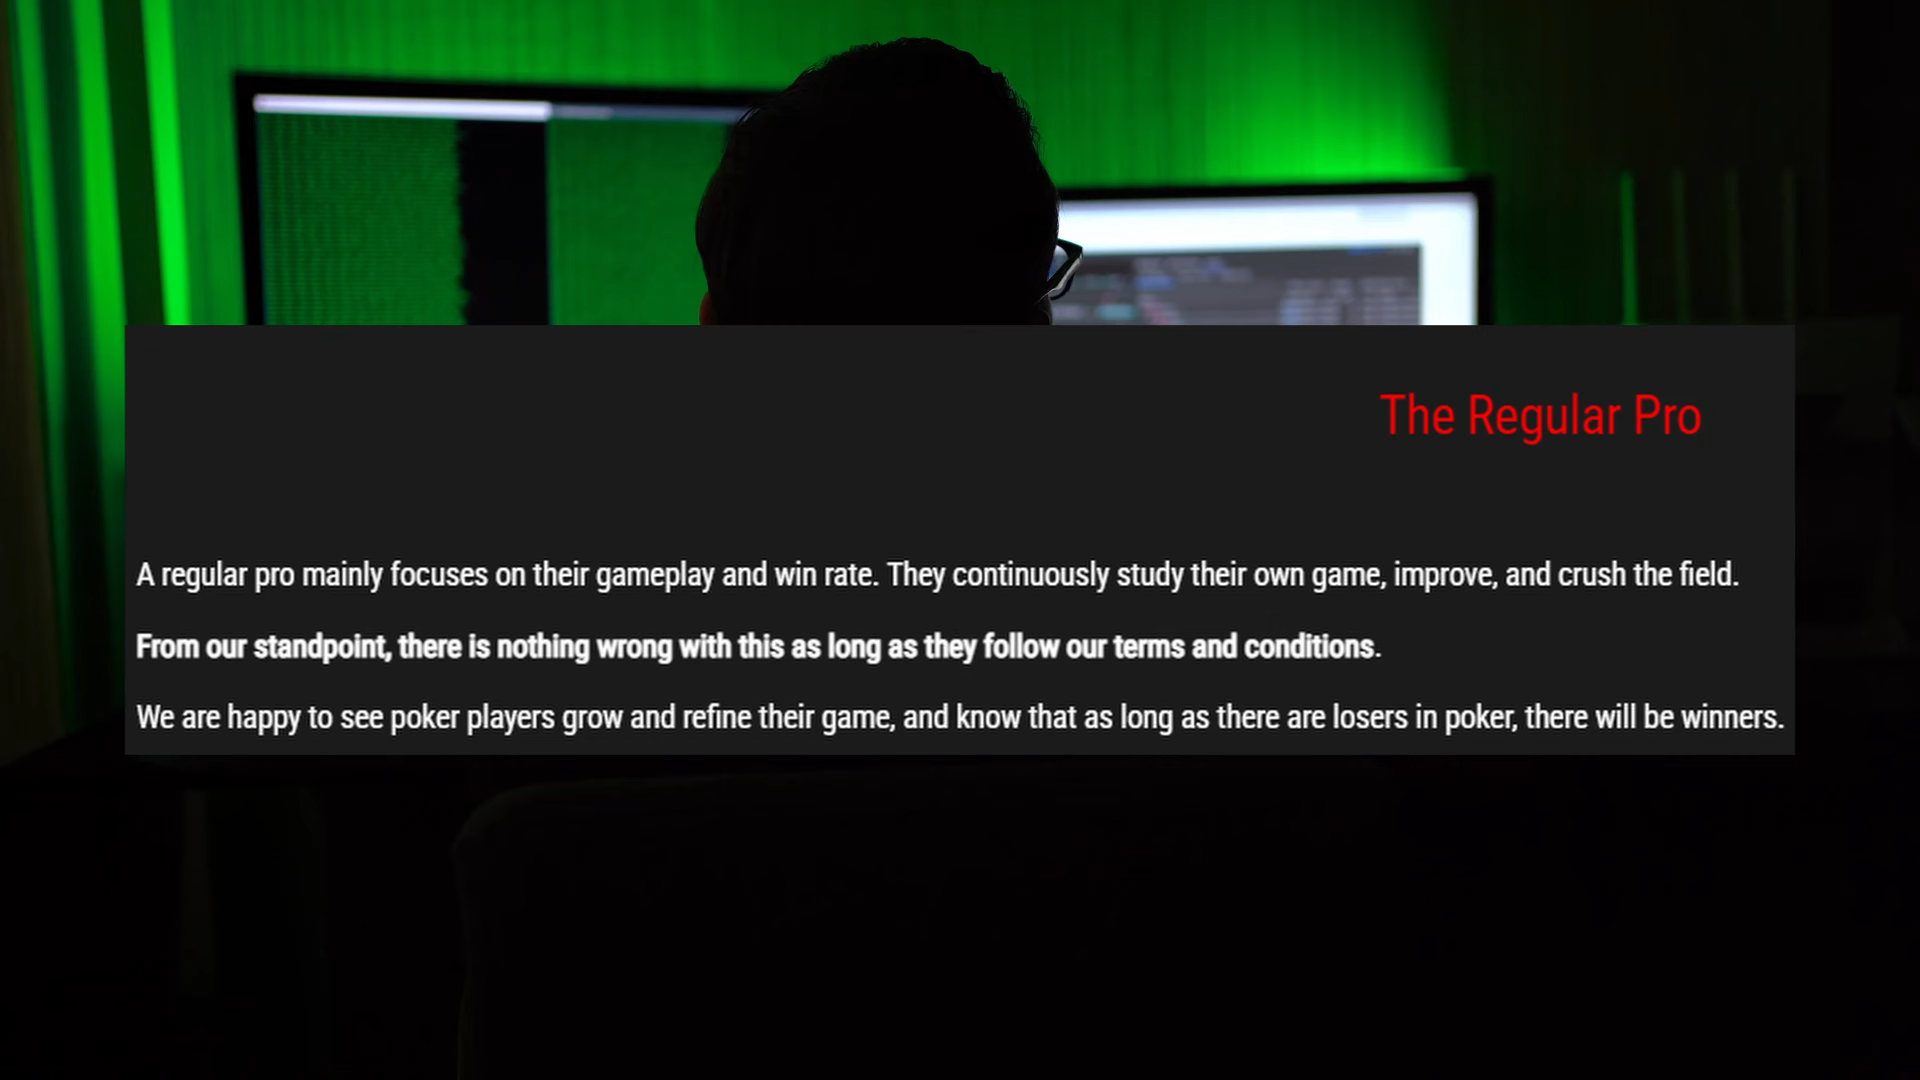 The Regular Pro
A regular pro mainly focuses on their gameplay and win rate. They continuously study their own game, improve, and crush the field.
From our standpoint, there is nothing wrong with this as long as they follow our terms and conditions.
We are happy to see poker players grow and refine their game, and know that as long as there are losers in poker, there will be winners.